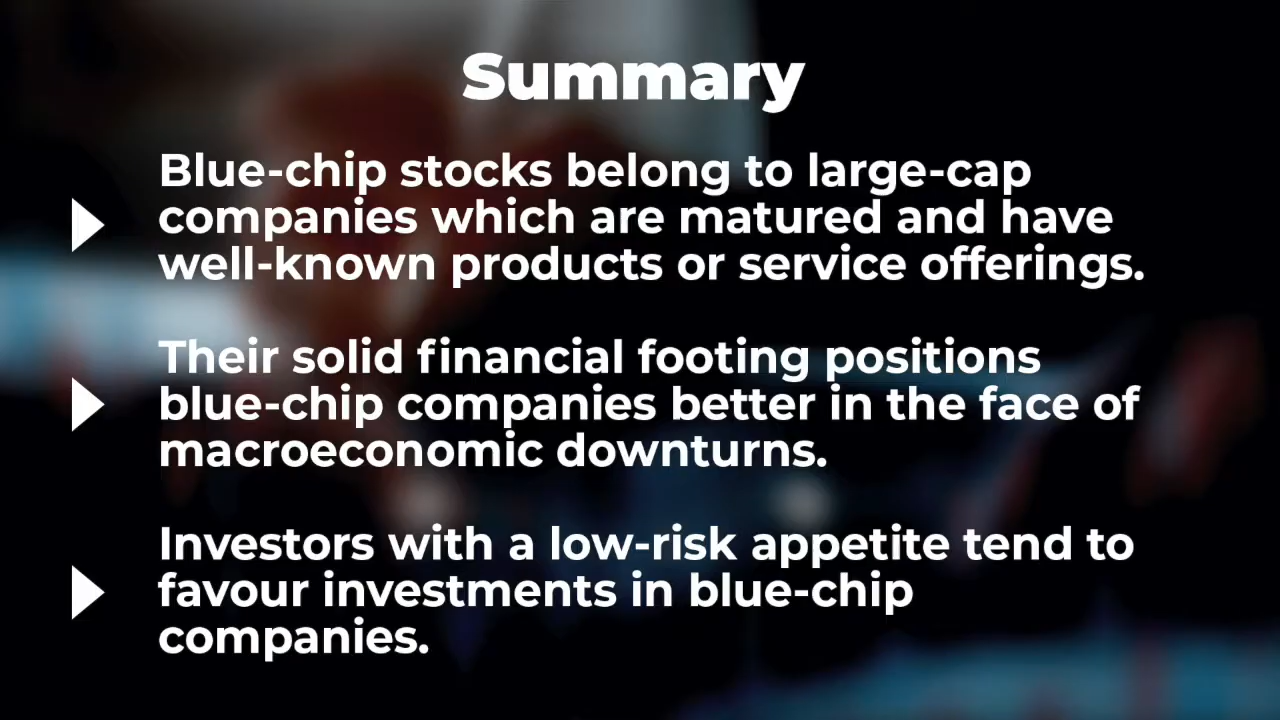 Summary
Blue-chip stocks belong to large-cap
companies which are matured and have
well-known products or service offerings.
Their solid financial footing positions
blue-chip companies better in the face of
macroeconomic downturns.
Investors with a low-risk appetite tend to
favour investments in blue-chip
companies.